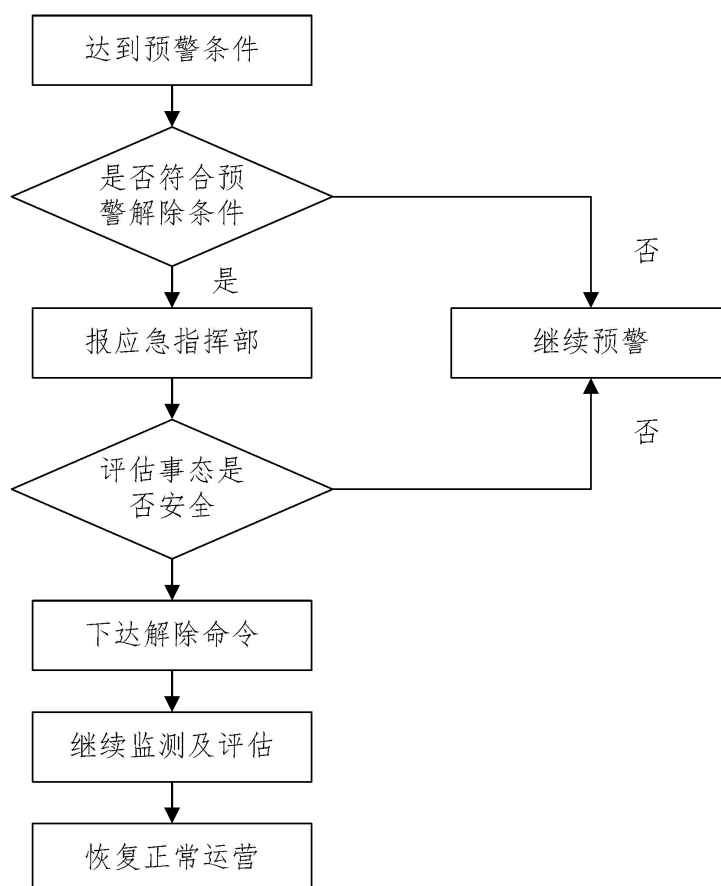 达到预警条件
是否符合预
警解除条件
否
是
报应急指挥部
继续预警
否
评估事态是
否安全
下达解除命令
继续监测及评估
恢复正常运营